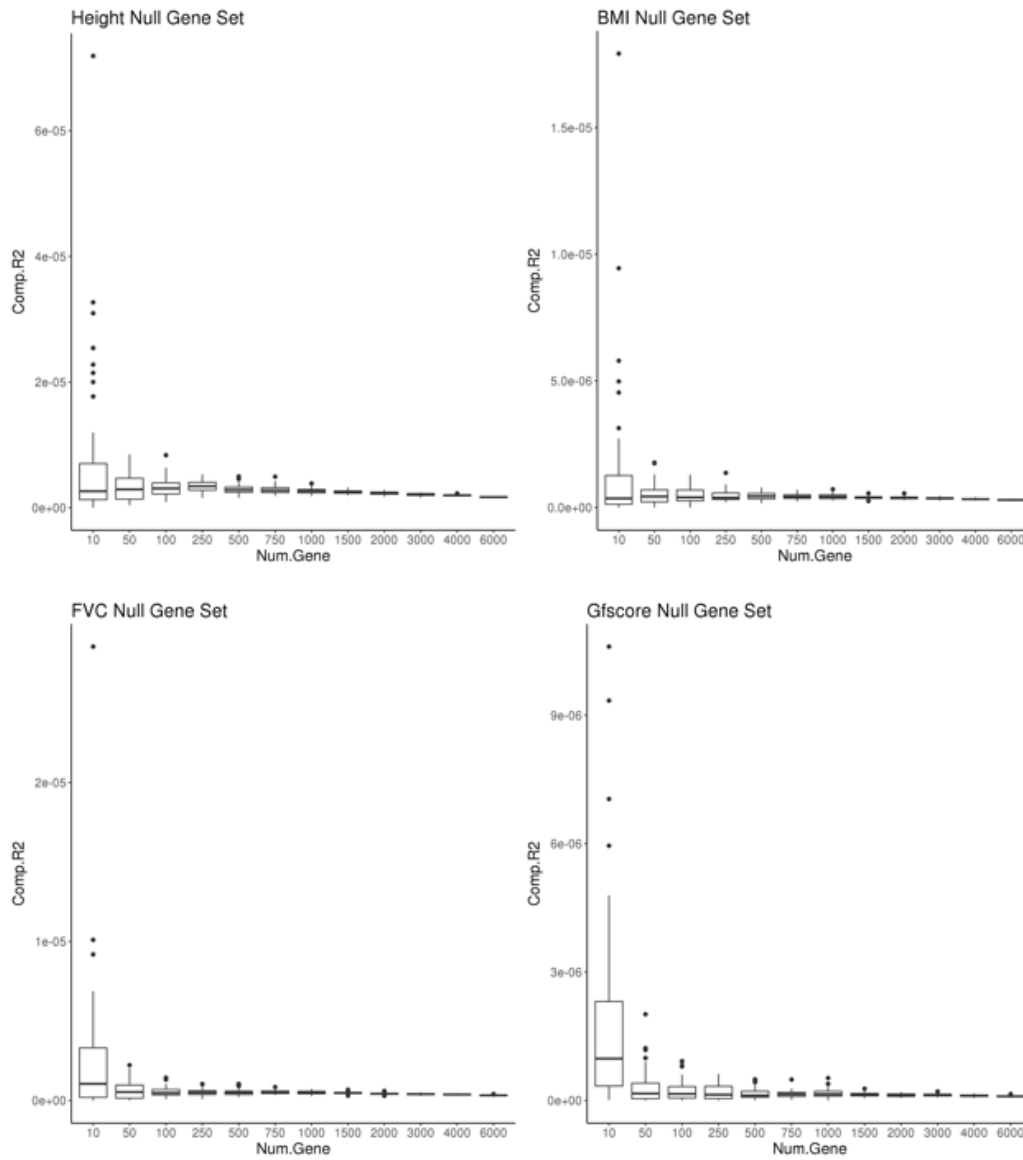 Height Null Gene Set
6e-05
4e-05
2e-05
0e+00
Comp.R2
10 50 100 250 500 750 1000 1500 2000 3000 4000 6000
Num.Gene
BMI Null Gene Set
1.5e-05
1.0e-05
5.0e-06
0.0e+00
Comp.R2
10 50 100 250 500 750 1000 1500 2000 3000 4000 6000
Num.Gene
FVC Null Gene Set
2e-05
1e-05
0e+00
Comp.R2
10 50 100 250 500 750 1000 1500 2000 3000 4000 6000
Num.Gene
Gfscore Null Gene Set
9e-06
6e-06
3e-06
0e+00
Comp.R2
10 50 100 250 500 750 1000 1500 2000 3000 4000 6000
Num.Gene